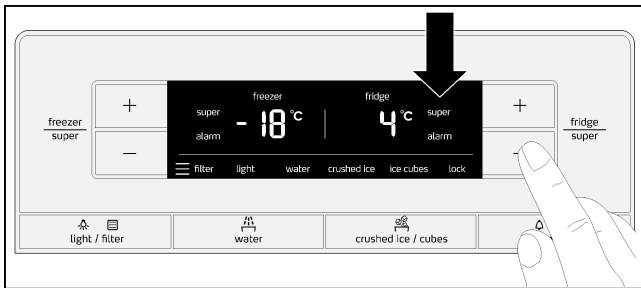 freezer
super
+
−
freezer
super
alarm
-18 °C
fridge
4 °C
super
alarm
filter light water crushed ice ice cubes lock
+
−
fridge
super
light / filter
water
crushed ice / cubes